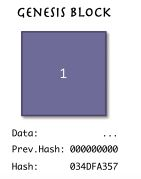 GENESIS BLOCK
1
Data: ...
Prev.Hash: 000000000
Hash: 034DFA357